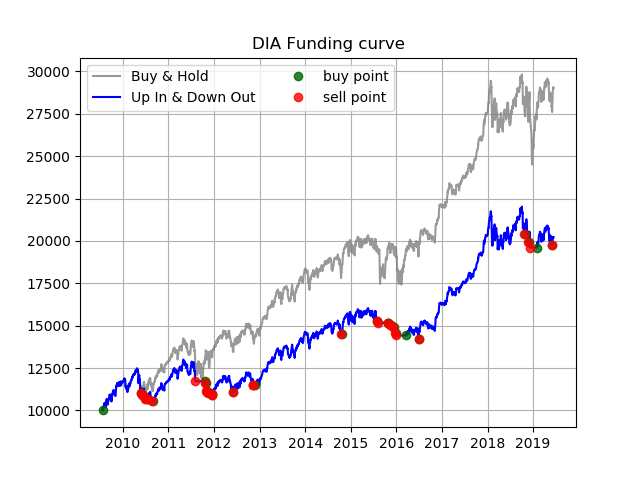 DIA Funding curve
Buy & Hold
Up In & Down Out
buy point
sell point
30000
27500
25000
22500
20000
17500
15000
12500
10000
2010 2011 2012 2013 2014 2015 2016 2017 2018 2019